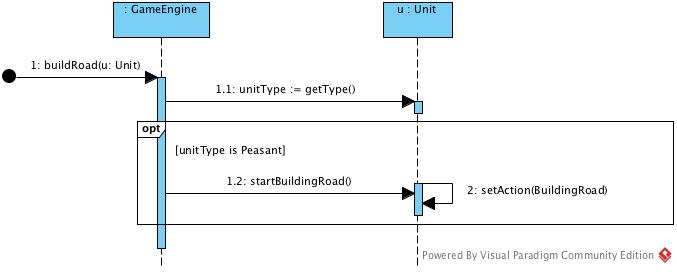 : GameEngine
u : Unit
1: buildRoad(u: Unit)
1.1: unitType := getType()
opt
[unitType is Peasant]
1.2: startBuildingRoad()
2: setAction(BuildingRoad)
Powered By Visual Paradigm Community Edition